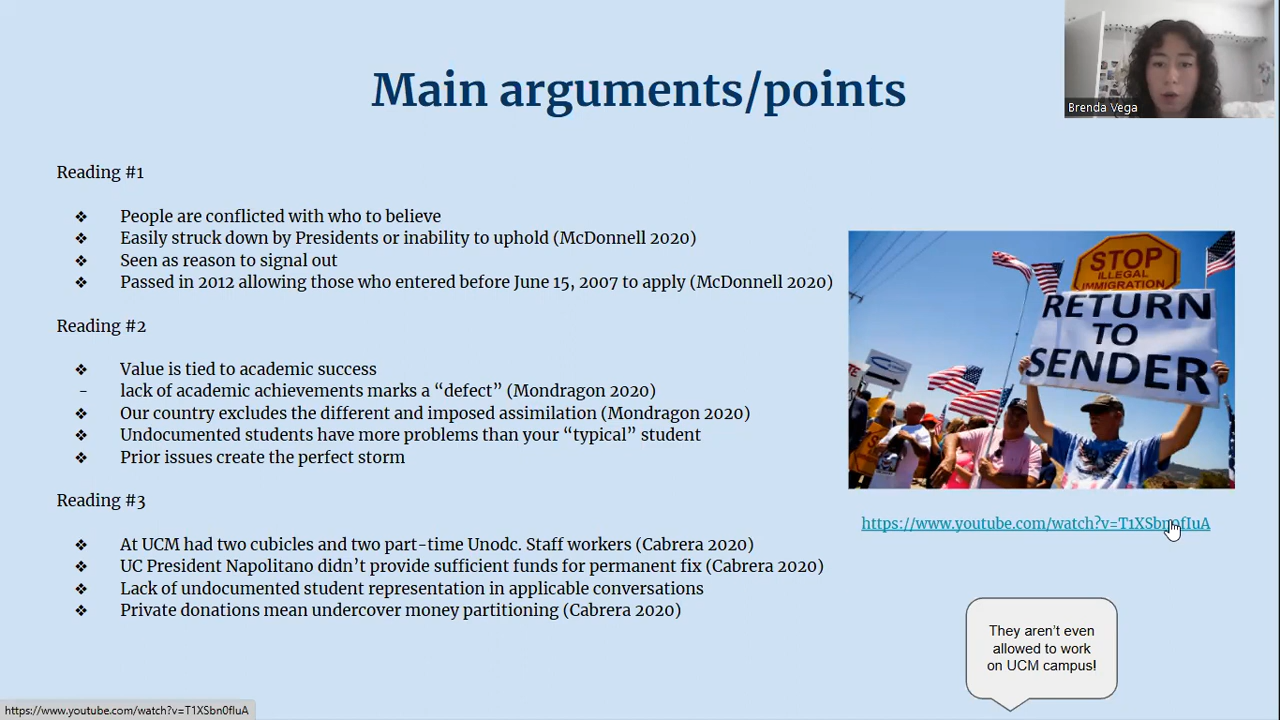 Main arguments/points
Brenda Vega
Reading #1
❖ People are conflicted with who to believe
❖ Easily struck down by Presidents or inability to uphold (McDonnell 2020)
❖ Seen as reason to signal out
❖ Passed in 2012 allowing those who entered before June 15, 2007 to apply (McDonnell 2020)
Reading #2
❖ Value is tied to academic success
- lack of academic achievements marks a “defect” (Mondragon 2020)
❖ Our country excludes the different and imposed assimilation (Mondragon 2020)
❖ Undocumented students have more problems than your “typical” student
❖ Prior issues create the perfect storm
Reading #3
❖ At UCM had two cubicles and two part-time Unodc. Staff workers (Cabrera 2020)
❖ UC President Napolitano didn’t provide sufficient funds for permanent fix (Cabrera 2020)
❖ Lack of undocumented student representation in applicable conversations
❖ Private donations mean undercover money partitioning (Cabrera 2020)
STOP
ILLEGAL
IMMIGRATION
RETURN
TO
SENDER
https://www.youtube.com/watch?v=T1XSbn0fIuA
They aren’t even
allowed to work
on UCM campus!
https://www.youtube.com/watch?v=T1XSbn0fIuA